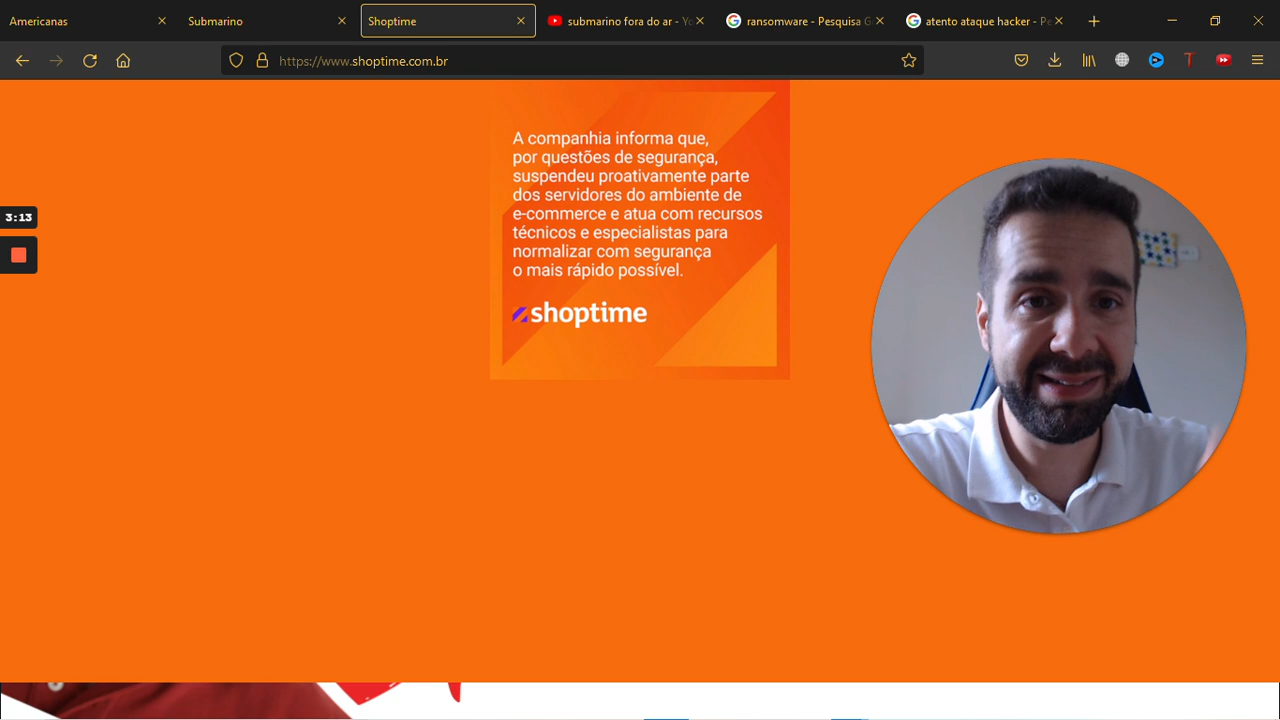 Americanas
Submarino
Shoptime
submarino fora do ar - Yo
ransomware - Pesquisa G
atento ataque hacker - Pe
https://www.shoptime.com.br
A companhia informa que,
por questões de segurança,
suspendeu proativamente parte
dos servidores do ambiente de
e-commerce e atua com recursos
técnicos e especialistas para
normalizar com segurança
o mais rápido possível.
shoptime
3:13